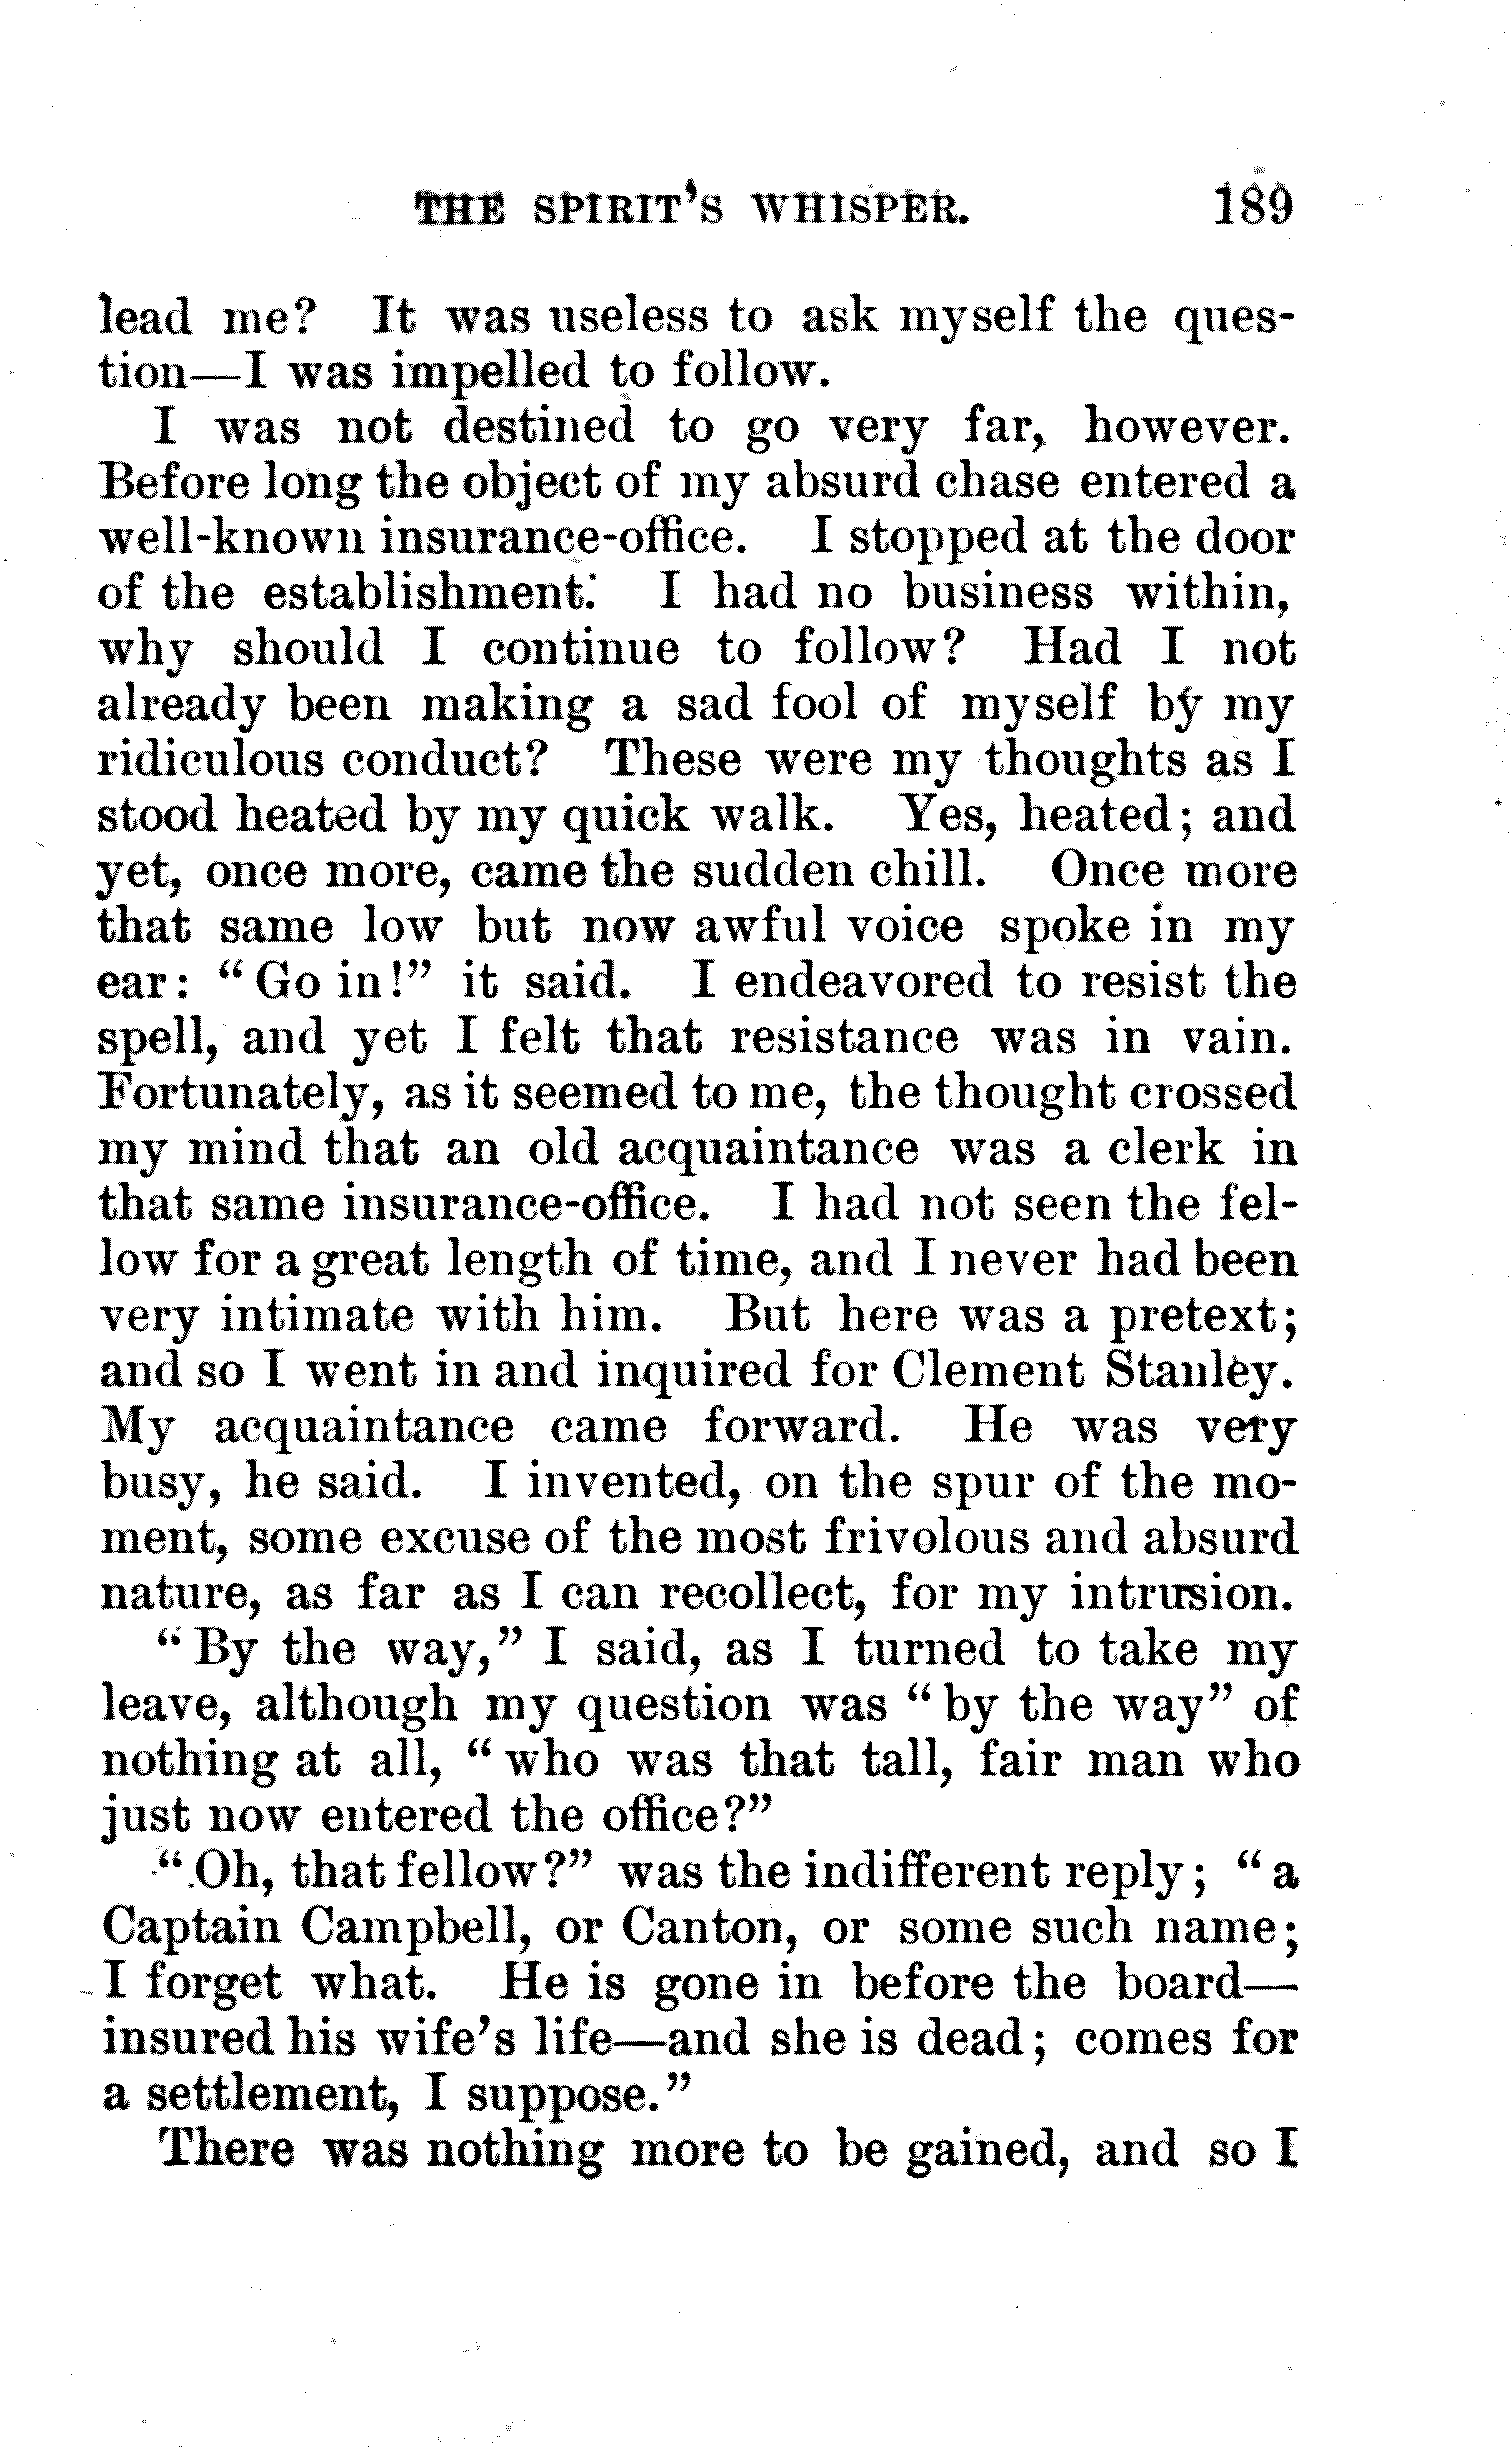 THE SPIRIT'S WHISPER. 189
lead me? It was useless to ask myself the ques-
tion—I was impelled to follow.
I was not destined to go very far, however.
Before long the object of my absurd chase entered a
well-known insurance-office. I stopped at the door
of the establishment. I had no business within,
why should I continue to follow? Had I not
already been making a sad fool of myself by my
ridiculous conduct? These were my thoughts as I
stood heated by my quick walk. Yes, heated; and
yet, once more, came the sudden chill. Once more
that same low but now awful voice spoke in my
ear: "Go in!" it said. I endeavored to resist the
spell, and yet I felt that resistance was in vain.
Fortunately, as it seemed to me, the thought crossed
my mind that an old acquaintance was a clerk in
that same insurance-office. I had not seen the fel-
low for a great length of time, and I never had been
very intimate with him. But here was a pretext;
and so I went in and inquired for Clement Stanley.
My acquaintance came forward. He was very
busy, he said. I invented, on the spur of the mo-
ment, some excuse of the most frivolous and absurd
nature, as far as I can recollect, for my intrusion.
"By the way," I said, as I turned to take my
leave, although my question was "by the way" of
nothing at all, "who was that tall, fair man who
just now entered the office?"
"Oh, that fellow?" was the indifferent reply; "a
Captain Campbell, or Canton, or some such name;
I forget what. He is gone in before the board—
insured his wife's life—and she is dead; comes for
a settlement, I suppose."
There was nothing more to be gained, and so I